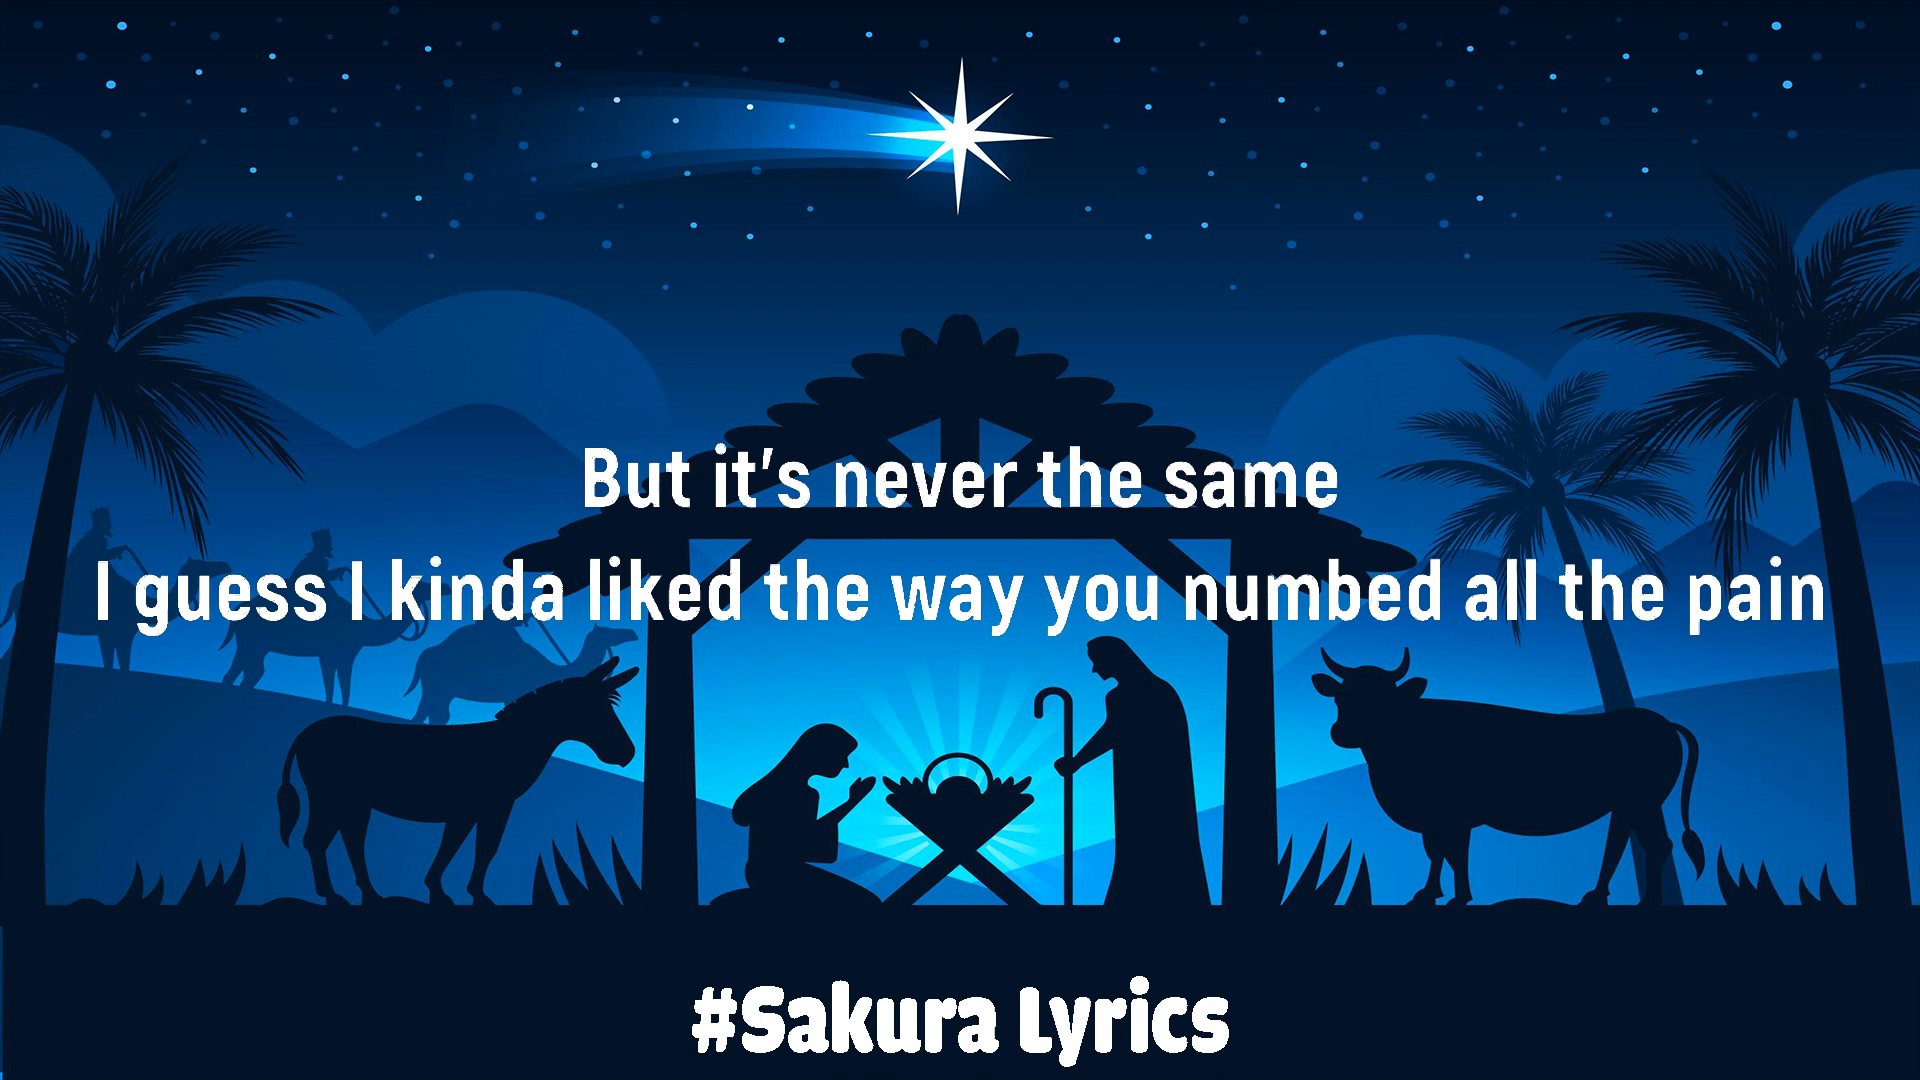 But it's never the same
I guess I kinda liked the way you numbed all the pain
#Sakura Lyrics